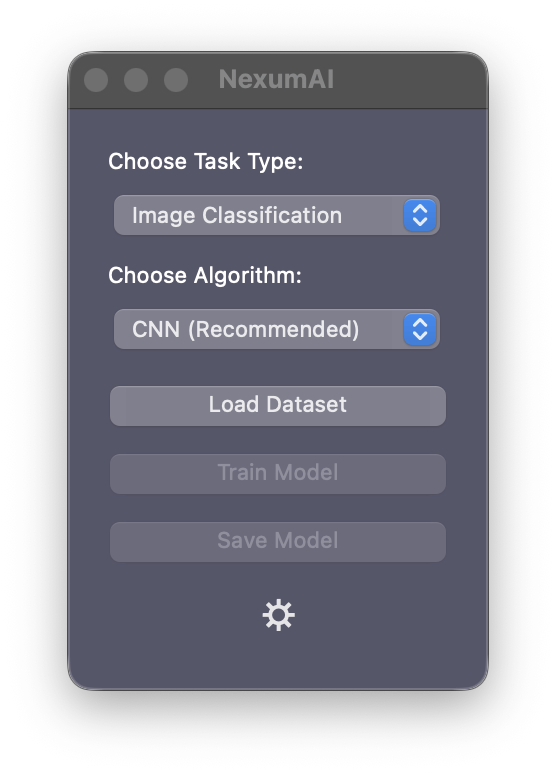 NexumAI
Choose Task Type:
Image Classification
Choose Algorithm:
CNN (Recommended)
Load Dataset
Train Model
Save Model